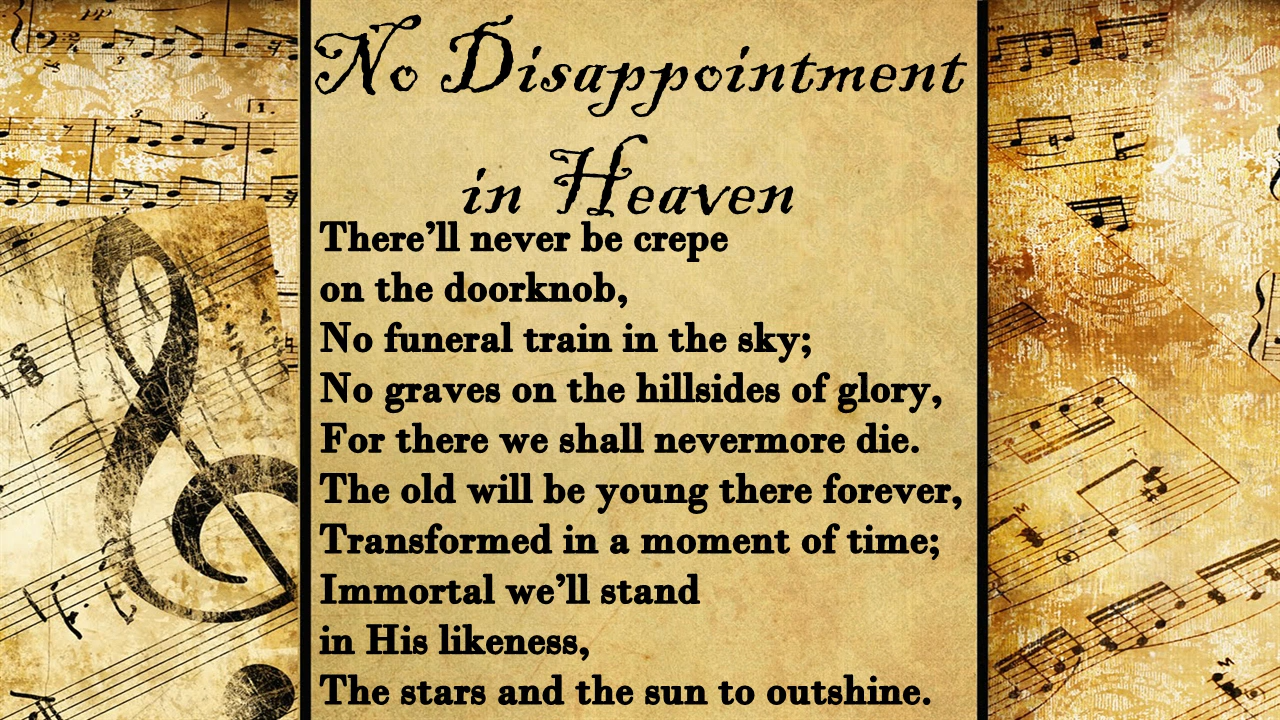 No Disappointment
in Heaven
There’ll never be crepe
on the doorknob,
No funeral train in the sky;
No graves on the hillsides of glory,
For there we shall nevermore die.
The old will be young there forever,
Transformed in a moment of time;
Immortal we’ll stand
in His likeness,
The stars and the sun to outshine.